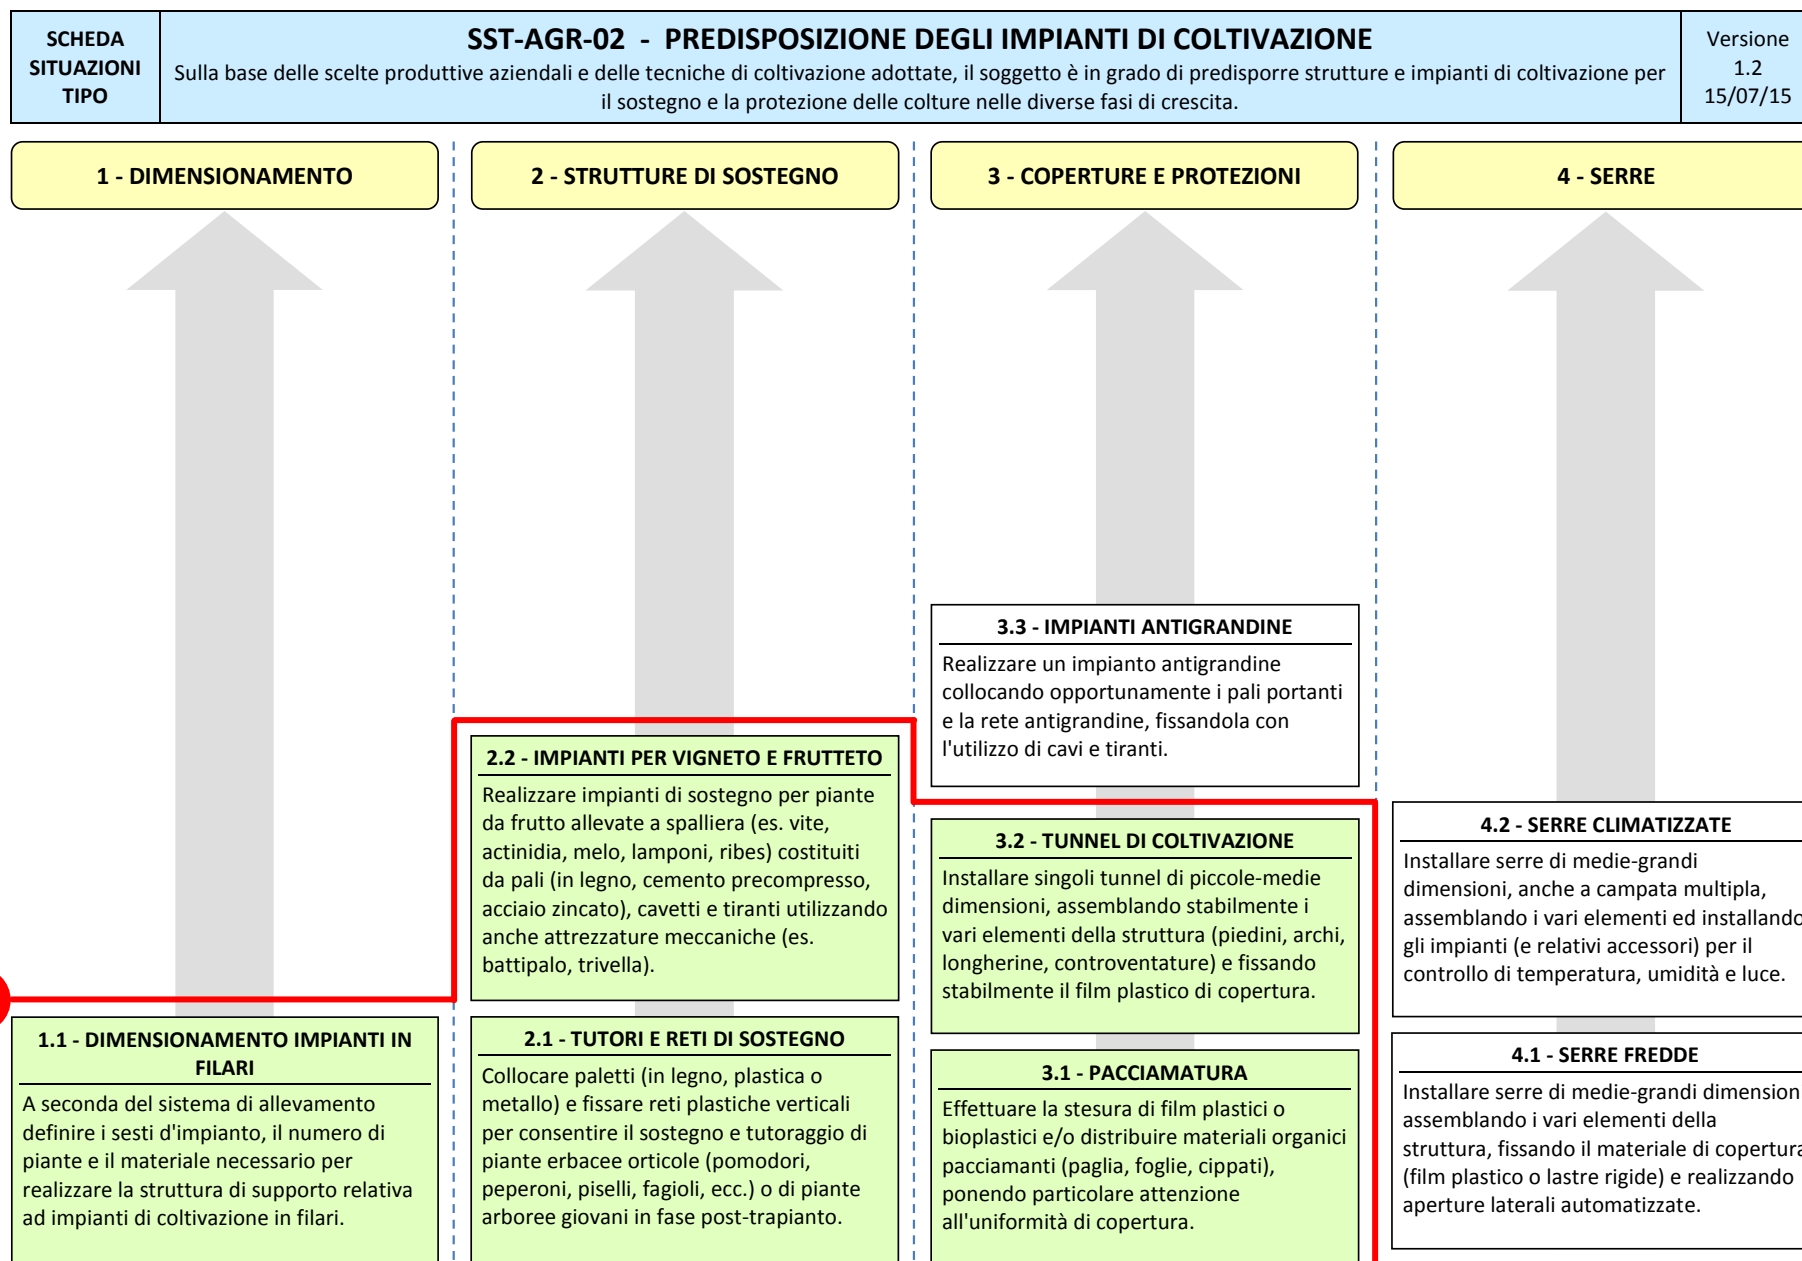 SCHEDA
SITUAZIONI
TIPO
SST-AGR-02 - PREDISPOSIZIONE DEGLI IMPIANTI DI COLTIVAZIONE
Sulla base delle scelte produttive aziendali e delle tecniche di coltivazione adottate, il soggetto è in grado di predisporre strutture e impianti di coltivazione per
il sostegno e la protezione delle colture nelle diverse fasi di crescita.
Versione
1.2
15/07/15
1 - DIMENSIONAMENTO
2 - STRUTTURE DI SOSTEGNO
3 - COPERTURE E PROTEZIONI
4 - SERRE
1.1 - DIMENSIONAMENTO IMPIANTI IN
FILARI
A seconda del sistema di allevamento
definire i sesti d'impianto, il numero di
piante e il materiale necessario per
realizzare la struttura di supporto relativa
ad impianti di coltivazione in filari.
2.2 - IMPIANTI PER VIGNETO E FRUTTETO
Realizzare impianti di sostegno per piante
da frutto allevate a spalliera (es. vite,
actinidia, melo, lamponi, ribes) costituiti
da pali (in legno, cemento precompresso,
acciaio zincato), cavetti e tiranti utilizzando
anche attrezzature meccaniche (es.
battipalo, trivella).
2.1 - TUTORI E RETI DI SOSTEGNO
Collocare paletti (in legno, plastica o
metallo) e fissare reti plastiche verticali
per consentire il sostegno e tutoraggio di
piante erbacee orticole (pomodori,
peperoni, piselli, fagioli, ecc.) o di piante
arboree giovani in fase post-trapianto.
3.3 - IMPIANTI ANTIGRANDINE
Realizzare un impianto antigrandine
collocando opportunamente i pali portanti
e la rete antigrandine, fissandola con
l'utilizzo di cavi e tiranti.
3.2 - TUNNEL DI COLTIVAZIONE
Installare singoli tunnel di piccole-medie
dimensioni, assemblando stabilmente i
vari elementi della struttura (piedini, archi,
longherine, controventature) e fissando
stabilmente il film plastico di copertura.
3.1 - PACCIAMATURA
Effettuare la stesura di film plastici o
bioplastici e/o distribuire materiali organici
pacciamanti (paglia, foglie, cippati),
ponendo particolare attenzione
all'uniformità di copertura.
4.2 - SERRE CLIMATIZZATE
Installare serre di medie-grandi
dimensioni, anche a campata multipla,
assemblando i vari elementi ed installando
gli impianti (e relativi accessori) per il
controllo di temperatura, umidità e luce.
4.1 - SERRE FREDDE
Installare serre di medie-grandi dimension
assemblando i vari elementi della
struttura, fissando il materiale di copertura
(film plastico o lastre rigide) e realizzando
aperture laterali automatizzate.